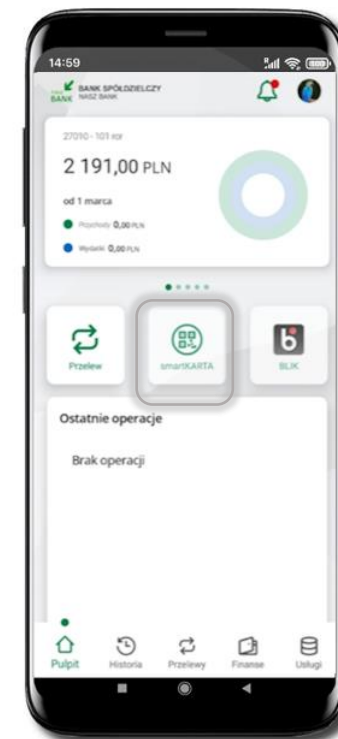 14:59
BANK SPÓŁDZIELCZY
BANK NASZ BANK
27010 - 101 ror
2 191,00 PLN
od 1 marca
Przychody 0,00 PLN
Wydatki 0,00 PLN
Przelew
smartKARTA
BLIK
Ostatnie operacje
Brak operacji
Pulpit
Historia
Przelewy
Finanse
Usługi